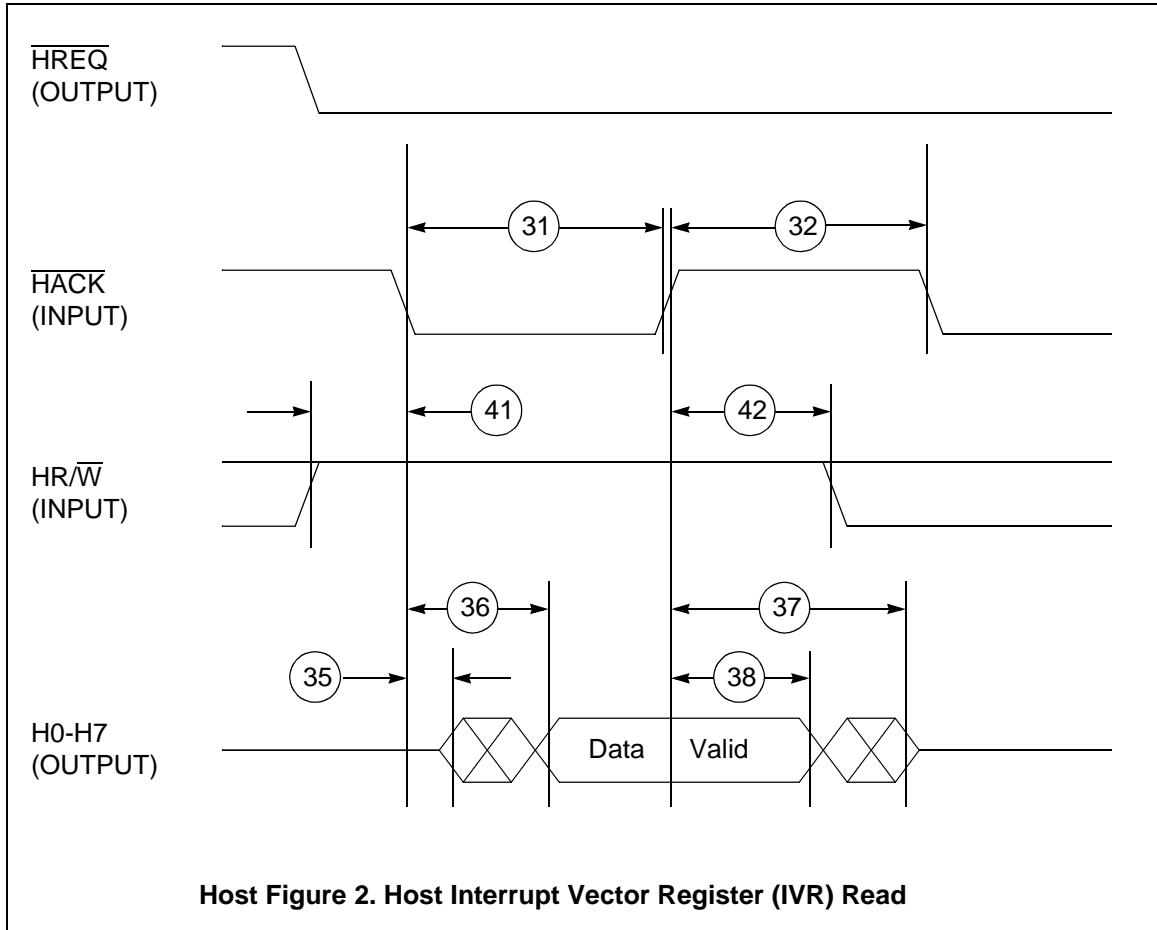 HREQ
(OUTPUT)
31
32
HACK
(INPUT)
41
42
HR/W
(INPUT)
36
37
35
38
H0-H7
(OUTPUT)
Data Valid
Host Figure 2. Host Interrupt Vector Register (IVR) Read